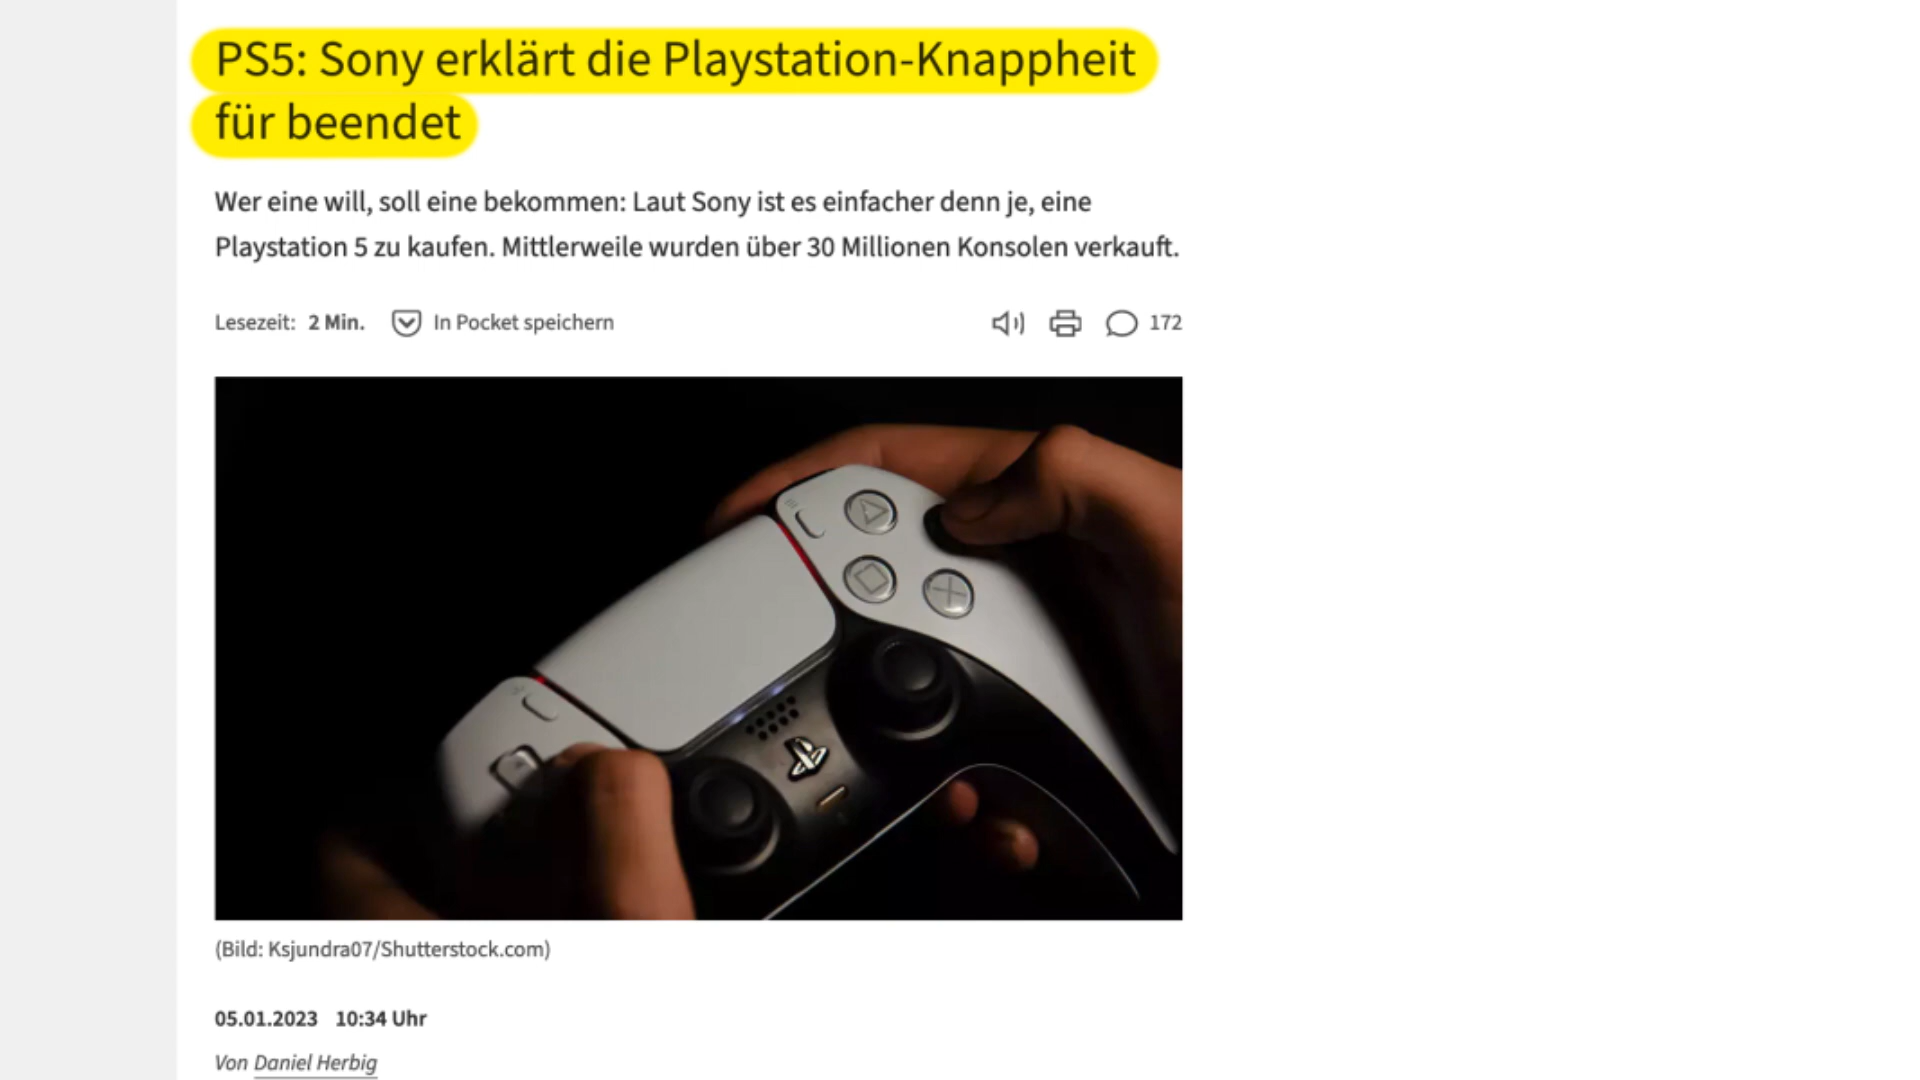 PS5: Sony erklärt die Playstation-Knappheit
für beendet
Wer eine will, soll eine bekommen: Laut Sony ist es einfacher denn je, eine
Playstation 5 zu kaufen. Mittlerweile wurden über 30 Millionen Konsolen verkauft.
Lesezeit: 2 Min. In Pocket speichern 172
(Bild: Ksjundra07/Shutterstock.com)
05.01.2023 10:34 Uhr
Von Daniel Herbig